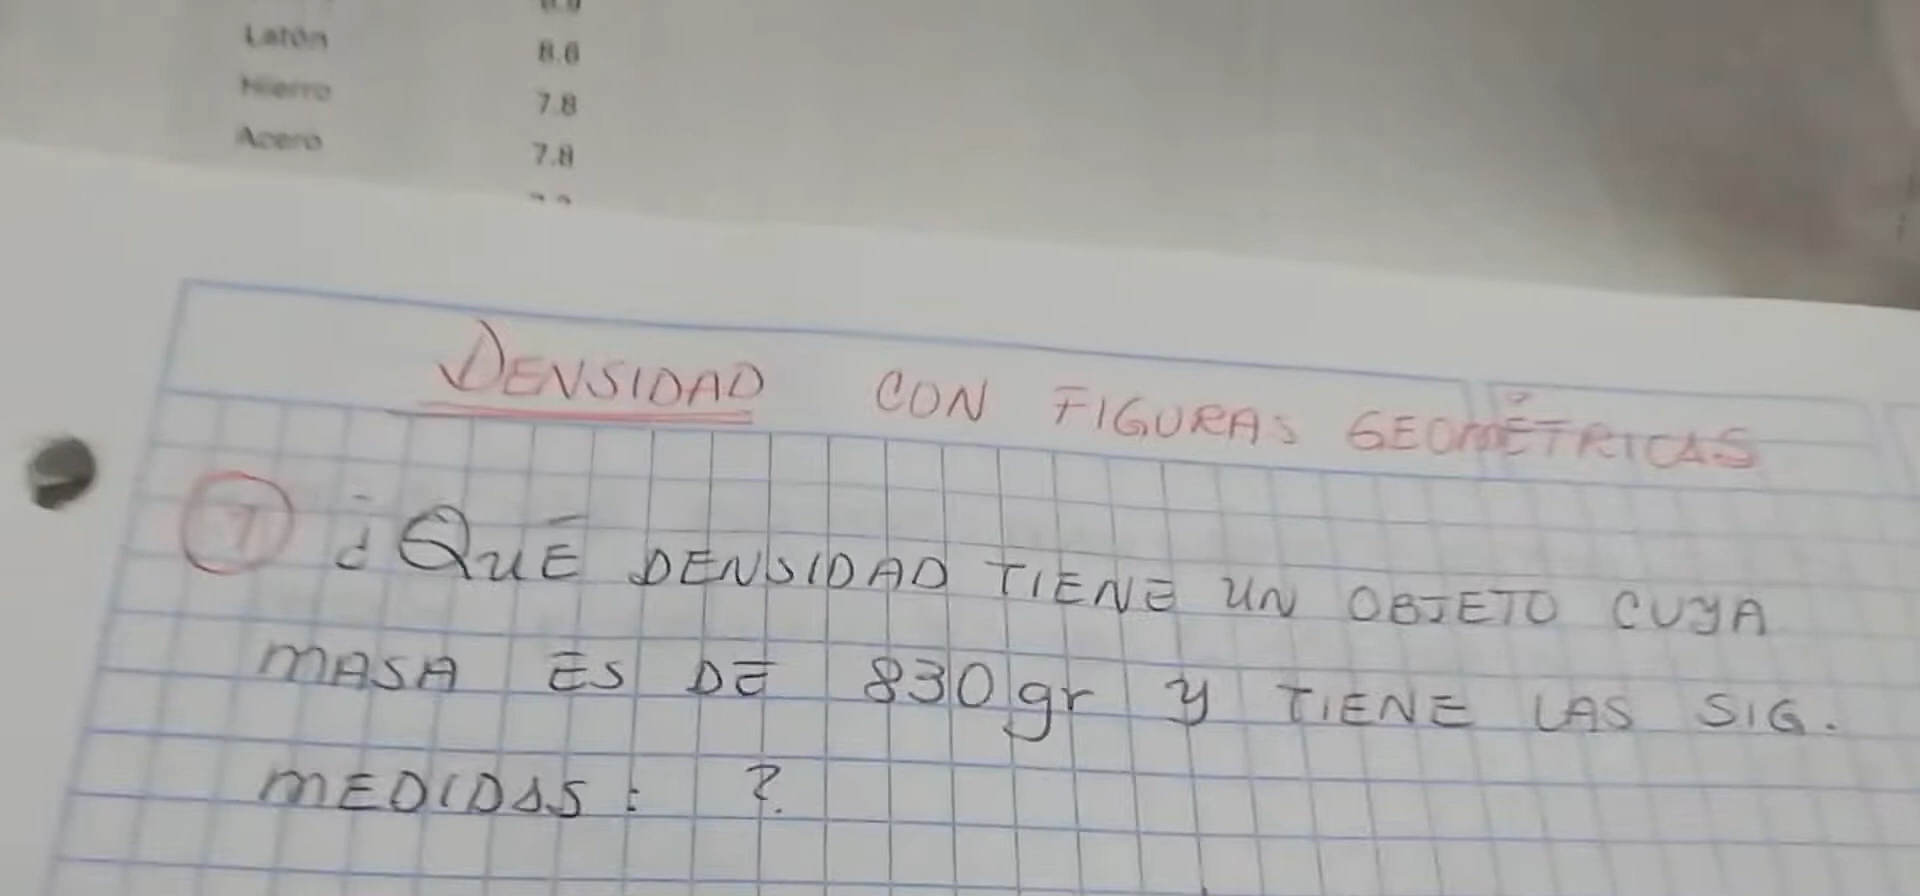 Latón 8.6
Hierro 7.8
Acero 7.8
DENSIDAD CON FIGURAS GEOMÉTRICAS
¿QUÉ DENSIDAD TIENE UN OBJETO CUYA
MASA ES DE 830 gr y TIENE LAS SIG.
MEDIDAS: ?